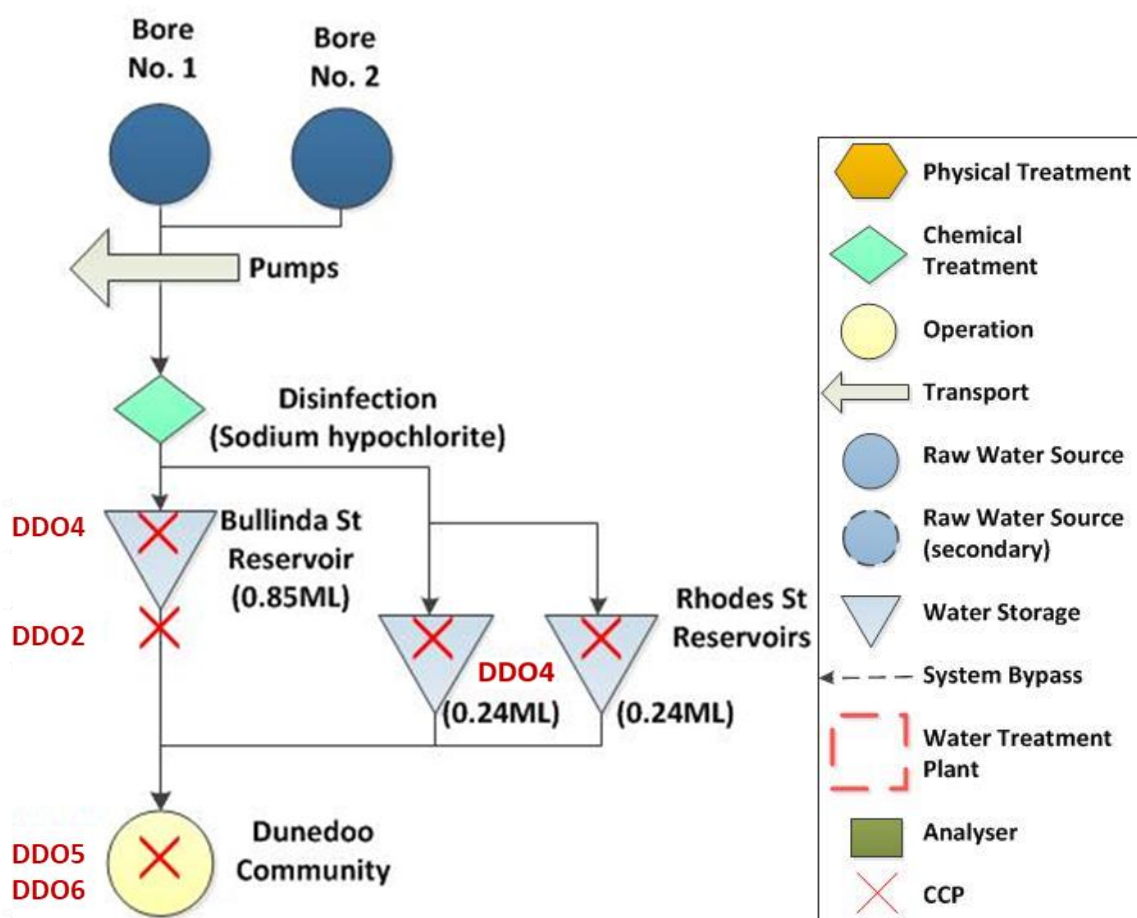 Bore
No. 1
Bore
No. 2
Pumps
Disinfection
(Sodium hypochlorite)
DDO4
Bullinda St
Reservoir
(0.85ML)
DDO2
Rhodes St
Reservoirs
DDO4
(0.24ML)
(0.24ML)
Dunedoo
Community
DDO5
DDO6
Physical Treatment
Chemical
Treatment
Operation
Transport
Raw Water Source
Raw Water Source
(secondary)
Water Storage
System Bypass
Water Treatment
Plant
Analyser
CCP